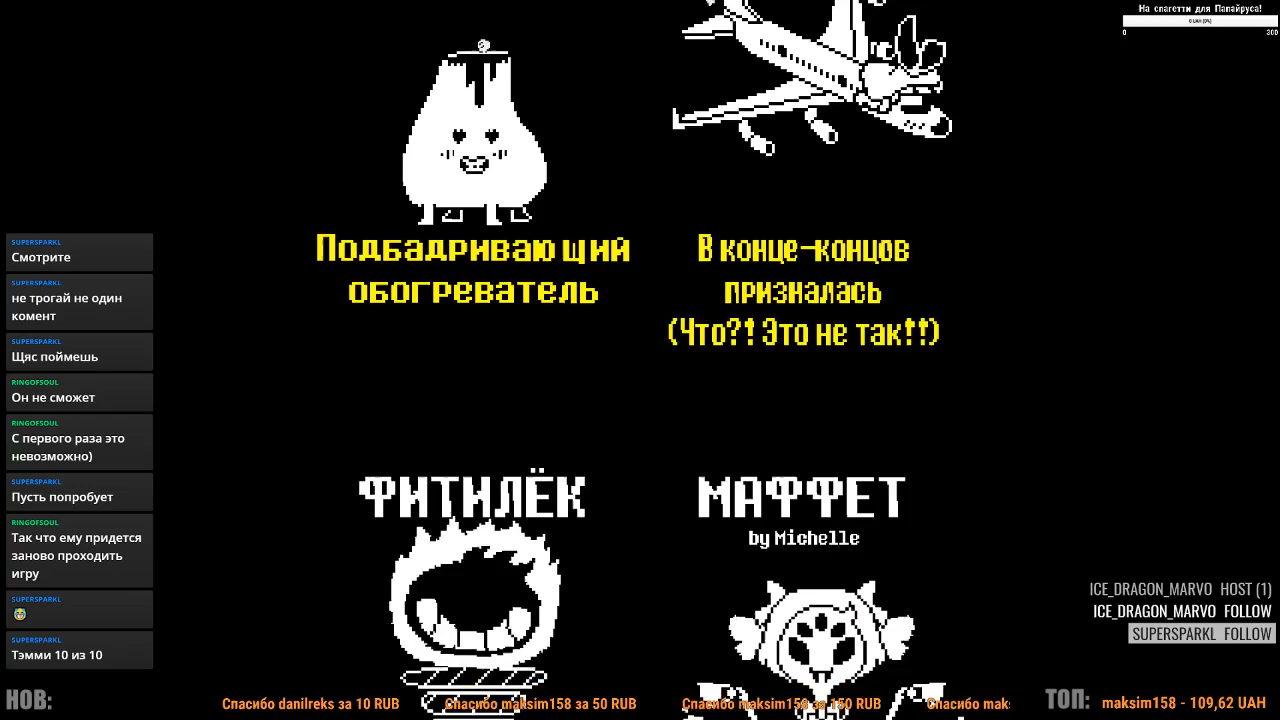 На спагетти для Папайруса!
0 UAH (0%)
0
300
Подбадривающий
обогреватель
В конце-концов
призналась
(Что?! Это не так!!)
SUPERSPARKL
Смотрите
SUPERSPARKL
не трогай не один
комент
SUPERSPARKL
Щяс поймешь
RINGOFSOUL
Он не сможет
RINGOFSOUL
С первого раза это
невозможно)
SUPERSPARKL
Пусть попробует
RINGOFSOUL
Так что ему придется
заново проходить
игру
SUPERSPARKL
SUPERSPARKL
Тэмми 10 из 10
ФИТИЛЁК
МАФФЕТ
by Michelle
ICE_DRAGON_MARVO HOST (1)
ICE_DRAGON_MARVO FOLLOW
SUPERSPARKL FOLLOW
НОВ:
Спасибо danilreks за 10 RUB
Спасибо maksim158 за 50 RUB
Спасибо maksim158 за 150 RUB
Спасибо mak
ТОП:
maksim158 - 109,62 UAH